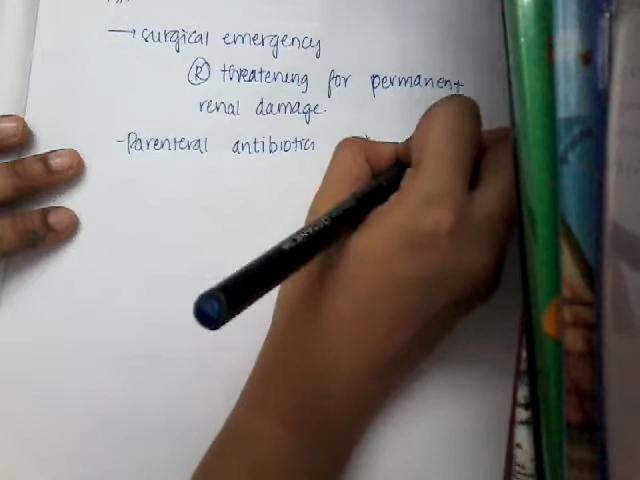 → surgical emergency
Ⓡ threatening for permanent
renal damage.
-Parenteral antibiotics